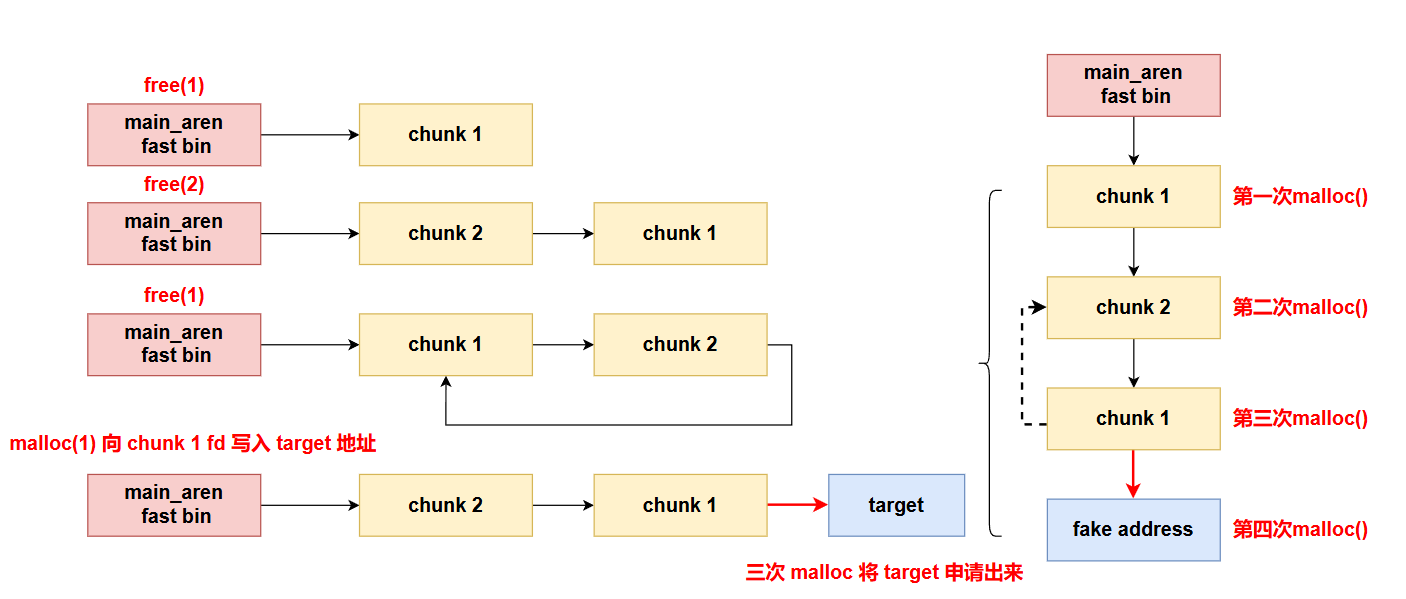 free(1)
main_aren
fast bin
chunk 1
free(2)
main_aren
fast bin
chunk 2
chunk 1
free(1)
main_aren
fast bin
chunk 1
chunk 2
malloc(1) 向 chunk 1 fd 写入 target 地址
main_aren
fast bin
chunk 2
chunk 1
target
三次 malloc 将 target 申请出来
main_aren
fast bin
chunk 1
第一次malloc()
chunk 2
第二次malloc()
chunk 1
第三次malloc()
fake address
第四次malloc()